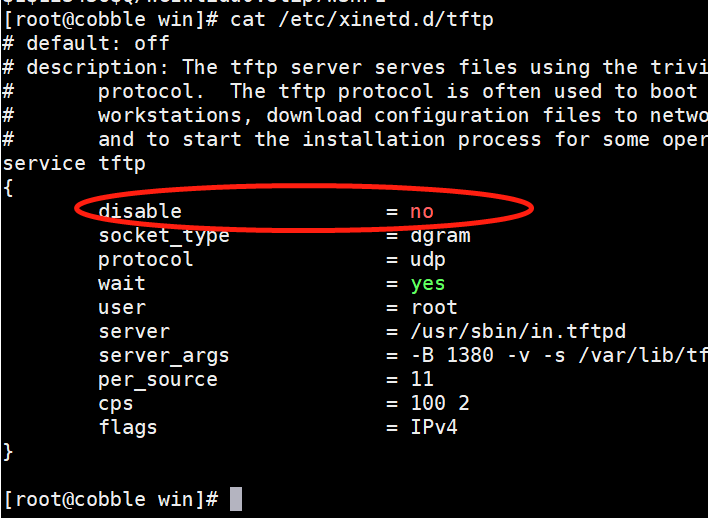 [root@cobble win]# cat /etc/xinetd.d/tftp
# default: off
# description: The tftp server serves files using the trivi
#       protocol.  The tftp protocol is often used to boot
#       workstations, download configuration files to netwo
#       and to start the installation process for some oper
service tftp
{
        disable                 = no
        socket_type             = dgram
        protocol                = udp
        wait                    = yes
        user                    = root
        server                  = /usr/sbin/in.tftpd
        server_args             = -B 1380 -v -s /var/lib/tf
        per_source              = 11
        cps                     = 100 2
        flags                   = IPv4
}
[root@cobble win]#